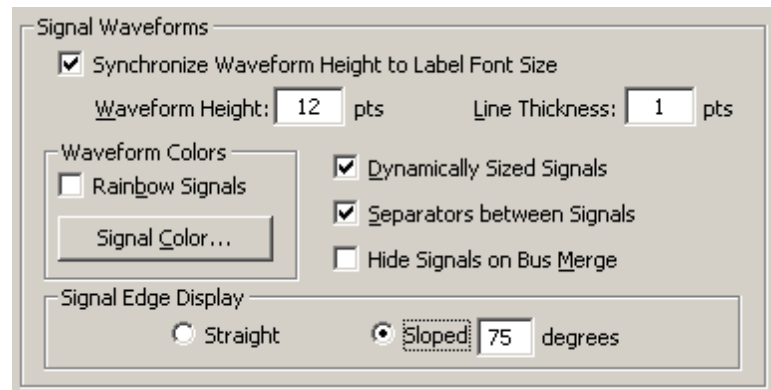 Signal Waveforms
Synchronize Waveform Height to Label Font Size
Waveform Height: 12 pts Line Thickness: 1 pts
Waveform Colors
Rainbow Signals
Signal Color...
Dynamically Sized Signals
Separators between Signals
Hide Signals on Bus Merge
Signal Edge Display
Straight Sloped 75 degrees